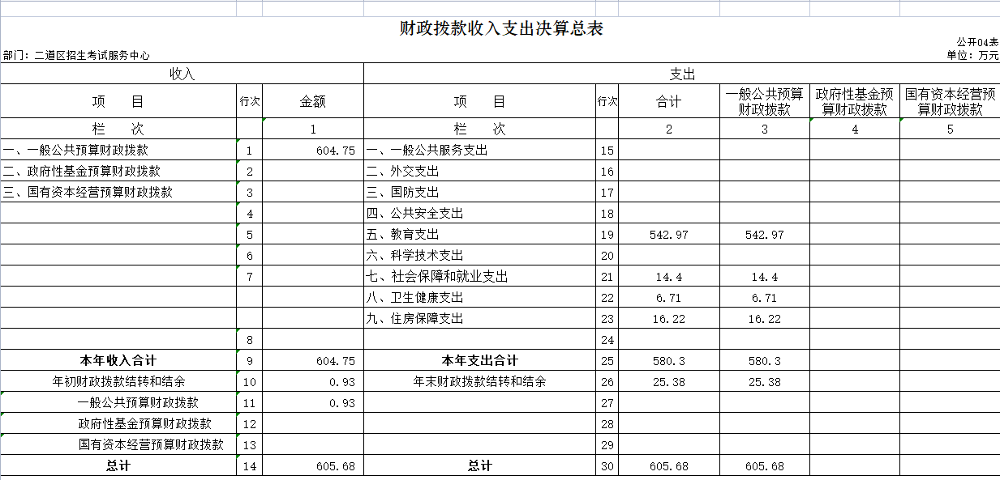 财政拨款收入支出决算总表
公开04表
部门：二道区招生考试服务中心 单位：万元
收入 支出
项 目 行次 金额 项 目 行次 合计 一般公共预算财政拨款 政府性基金预算财政拨款 国有资本经营预算财政拨款
栏 次 1 栏 次 2 3 4 5
一、一般公共预算财政拨款 1 604.75 一、一般公共服务支出 15
二、政府性基金预算财政拨款 2 二、外交支出 16
三、国有资本经营预算财政拨款 3 三、国防支出 17
4 四、公共安全支出 18
5 五、教育支出 19 542.97 542.97
6 六、科学技术支出 20
7 七、社会保障和就业支出 21 14.4 14.4
八、卫生健康支出 22 6.71 6.71
九、住房保障支出 23 16.22 16.22
8 24
本年收入合计 9 604.75 本年支出合计 25 580.3 580.3
年初财政拨款结转和结余 10 0.93 年末财政拨款结转和结余 26 25.38 25.38
一般公共预算财政拨款 11 0.93 27
政府性基金预算财政拨款 12 28
国有资本经营预算财政拨款 13 29
总计 14 605.68 总计 30 605.68 605.68